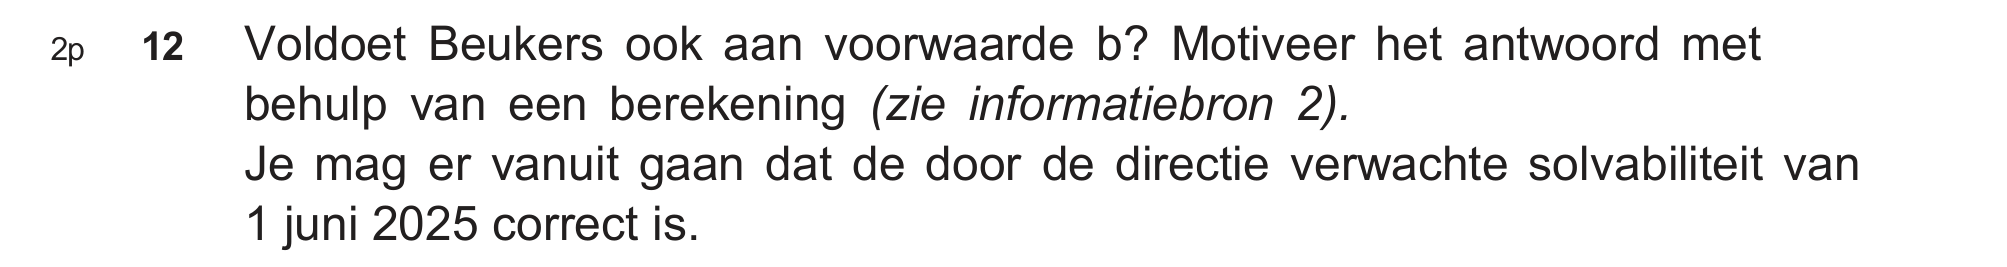 2p 12 Voldoet Beukers ook aan voorwaarde b? Motiveer het antwoord met
behulp van een berekening (zie informatiebron 2).
Je mag er vanuit gaan dat de door de directie verwachte solvabiliteit van
1 juni 2025 correct is.